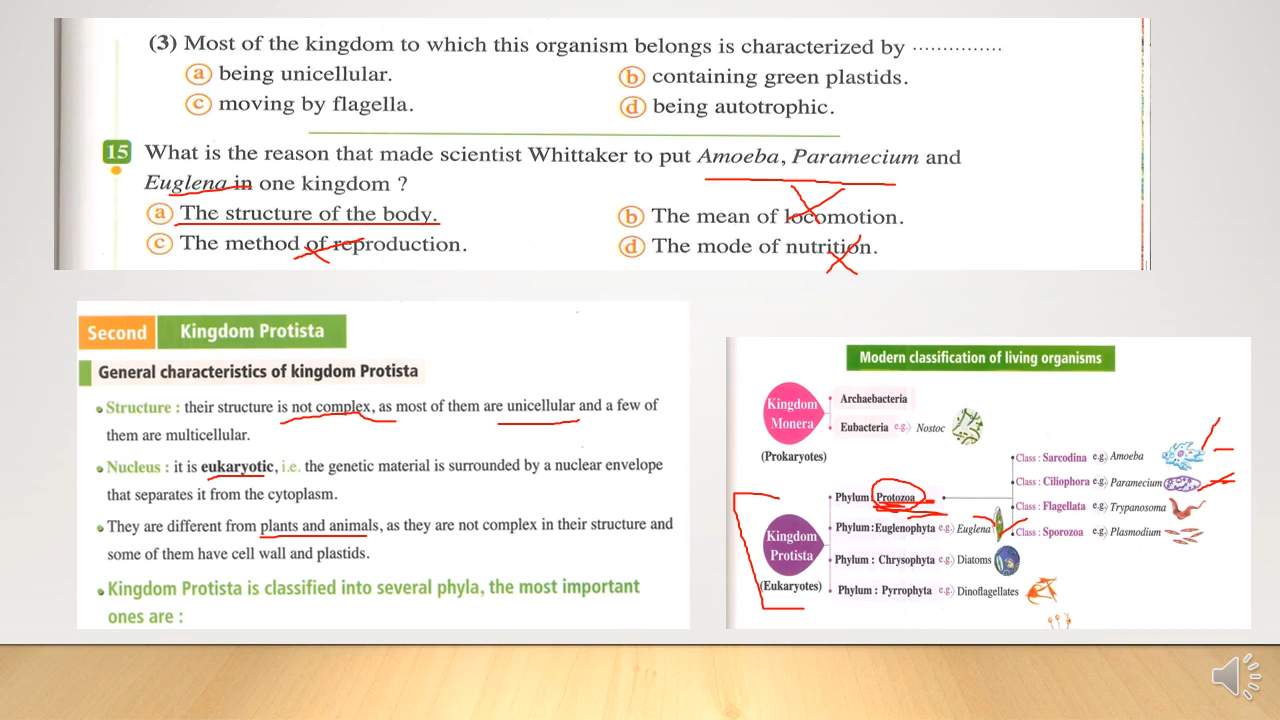 (3) Most of the kingdom to which this organism belongs is characterized by ...............
a being unicellular.
b containing green plastids.
c moving by flagella.
d being autotrophic.
15 What is the reason that made scientist Whittaker to put Amoeba, Paramecium and
Euglena in one kingdom ?
a The structure of the body.
b The mean of locomotion.
c The method of reproduction.
d The mode of nutrition.
Second Kingdom Protista
General characteristics of kingdom Protista
• Structure : their structure is not complex, as most of them are unicellular and a few of
them are multicellular.
• Nucleus : it is eukaryotic, i.e. the genetic material is surrounded by a nuclear envelope
that separates it from the cytoplasm.
• They are different from plants and animals, as they are not complex in their structure and
some of them have cell wall and plastids.
• Kingdom Protista is classified into several phyla, the most important
ones are :
Modern classification of living organisms
Kingdom
Monera
(Prokaryotes)
Archaebacteria
Eubacteria e.g.) Nostoc
Kingdom
Protista
(Eukaryotes)
Phylum : Protozoa
Class : Sarcodina e.g.) Amoeba
Class : Ciliophora e.g.) Paramecium
Class : Flagellata e.g.) Trypanosoma
Class : Sporozoa e.g.) Plasmodium
Phylum : Euglenophyta e.g.) Euglena
Phylum : Chrysophyta e.g.) Diatoms
Phylum : Pyrrophyta e.g.) Dinoflagellates